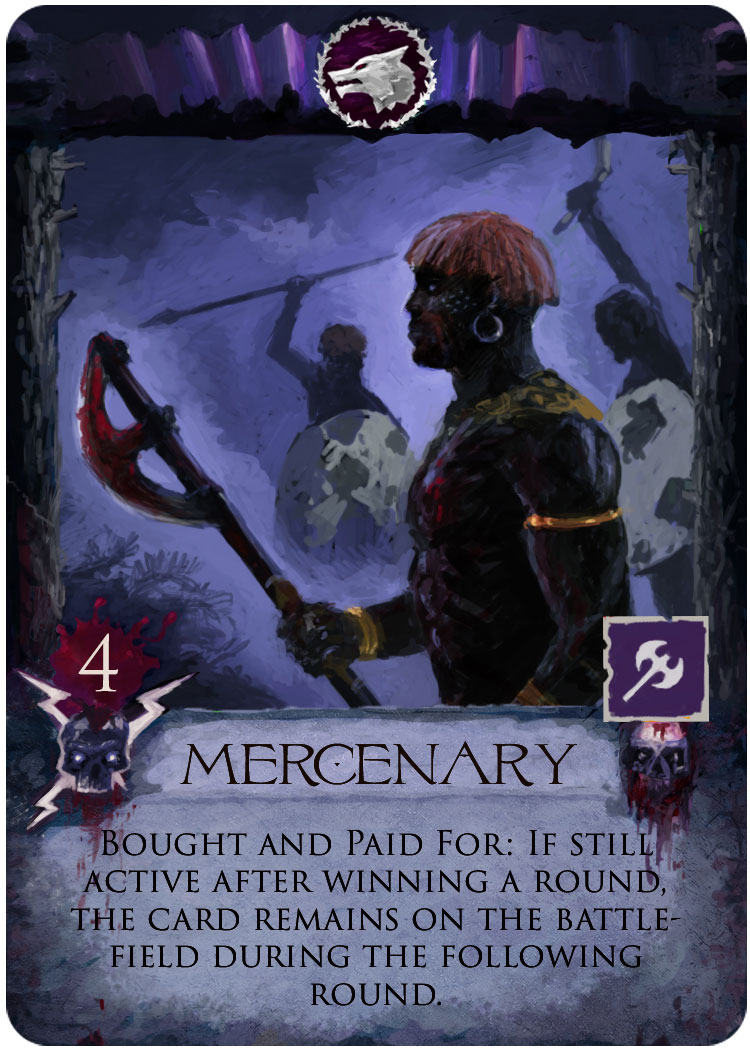 4
MERCENARY
BOUGHT AND PAID FOR: IF STILL
ACTIVE AFTER WINNING A ROUND,
THE CARD REMAINS ON THE BATTLE-
FIELD DURING THE FOLLOWING
ROUND.